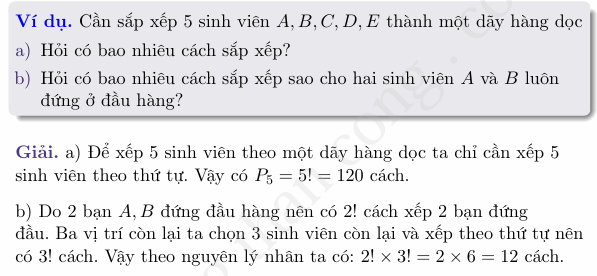 Ví dụ. Cần sắp xếp 5 sinh viên A, B, C, D, E thành một dãy hàng dọc
a) Hỏi có bao nhiêu cách sắp xếp?
b) Hỏi có bao nhiêu cách sắp xếp sao cho hai sinh viên A và B luôn
đứng ở đầu hàng?
Giải. a) Để xếp 5 sinh viên theo một dãy hàng dọc ta chỉ cần xếp 5
sinh viên theo thứ tự. Vậy có P₅ = 5! = 120 cách.
b) Do 2 bạn A, B đứng đầu hàng nên có 2! cách xếp 2 bạn đứng
đầu. Ba vị trí còn lại ta chọn 3 sinh viên còn lại và xếp theo thứ tự nên
có 3! cách. Vậy theo nguyên lý nhân ta có: 2! × 3! = 2 × 6 = 12 cách.